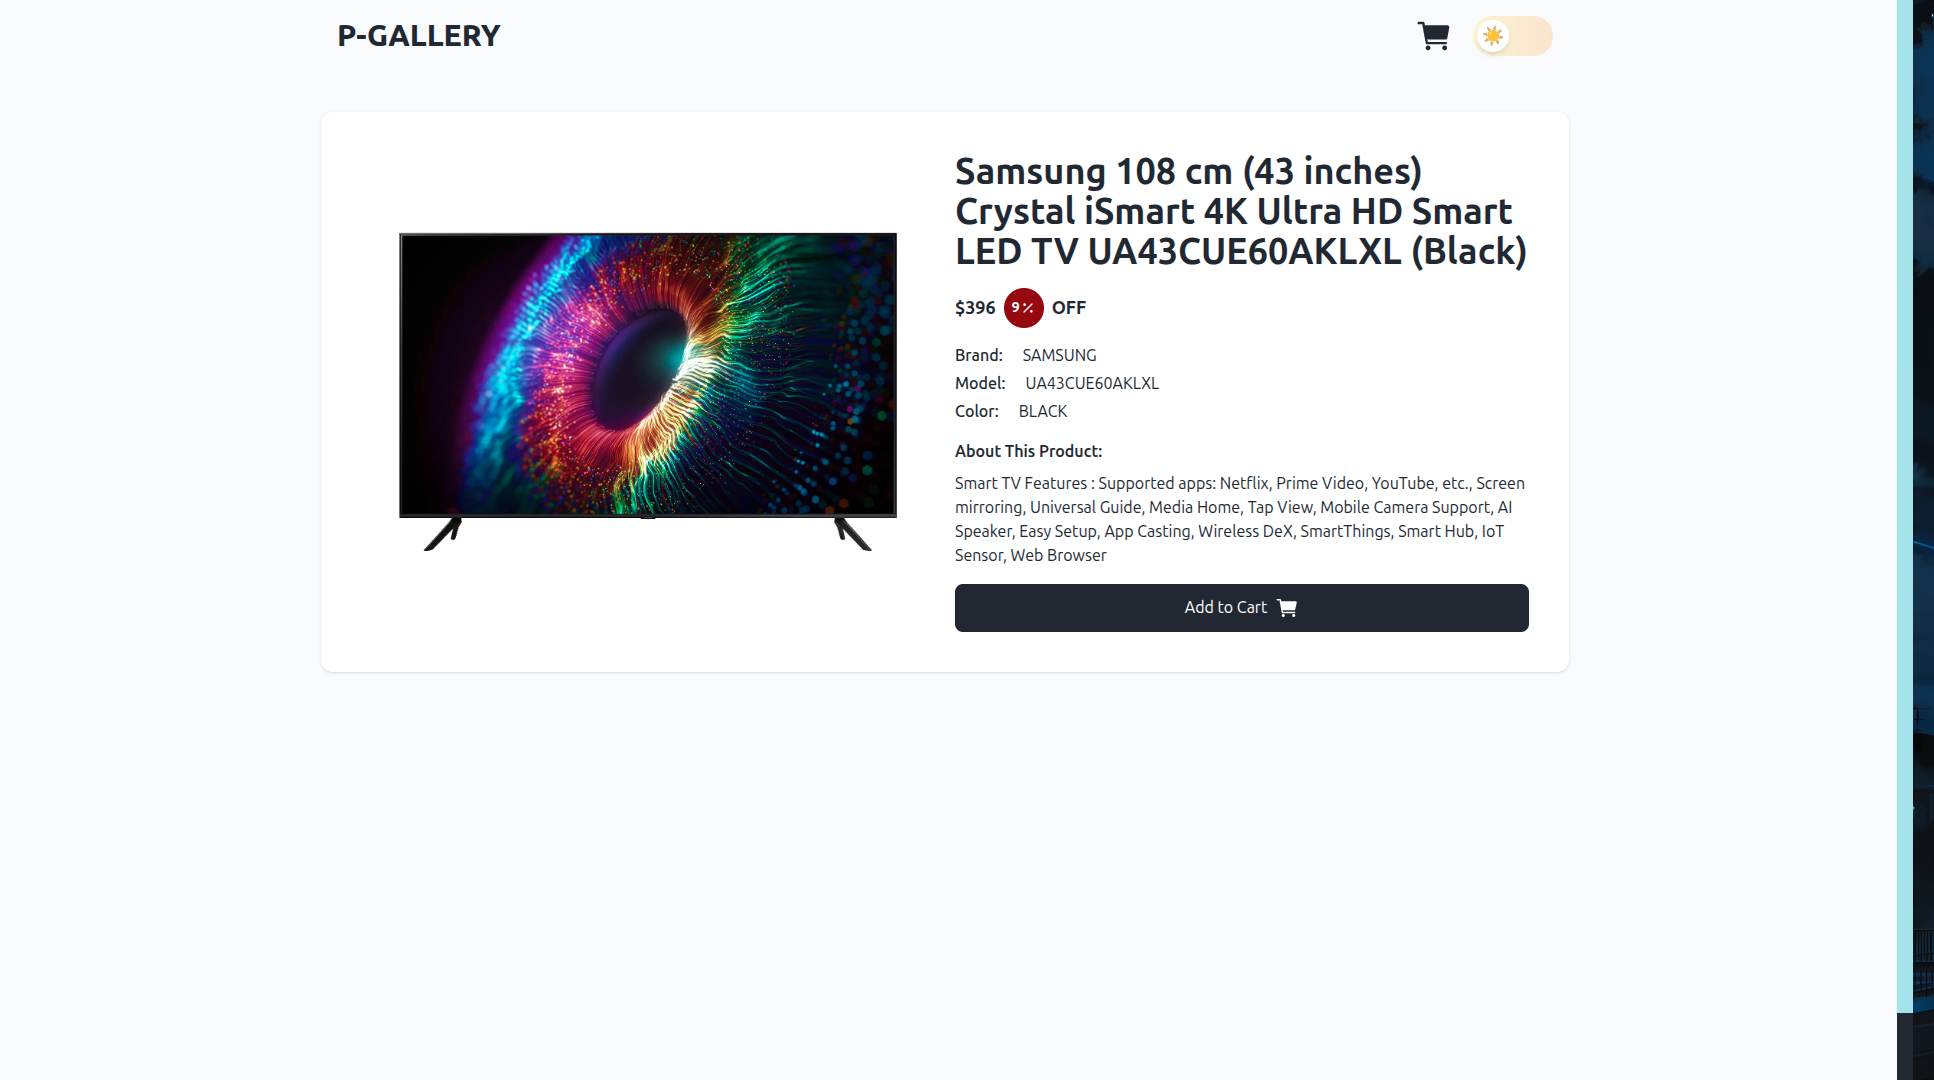 P-GALLERY
Samsung 108 cm (43 inches)
Crystal iSmart 4K Ultra HD Smart
LED TV UA43CUE60AKLXL (Black)
$396 9% OFF
Brand: SAMSUNG
Model: UA43CUE60AKLXL
Color: BLACK
About This Product:
Smart TV Features : Supported apps: Netflix, Prime Video, YouTube, etc., Screen
mirroring, Universal Guide, Media Home, Tap View, Mobile Camera Support, AI
Speaker, Easy Setup, App Casting, Wireless DeX, SmartThings, Smart Hub, IoT
Sensor, Web Browser
Add to Cart